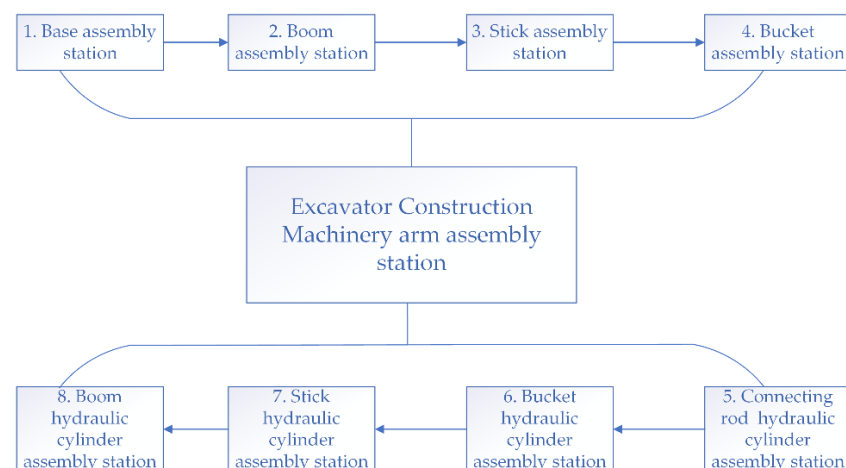 1. Base assembly
station
2. Boom
assembly station
3. Stick assembly
station
4. Bucket
assembly station
Excavator Construction
Machinery arm assembly
station
8. Boom
hydraulic
cylinder
assembly station
7. Stick
hydraulic
cylinder
assembly station
6. Bucket
hydraulic
cylinder
assembly station
5. Connecting
rod hydraulic
cylinder
assembly station